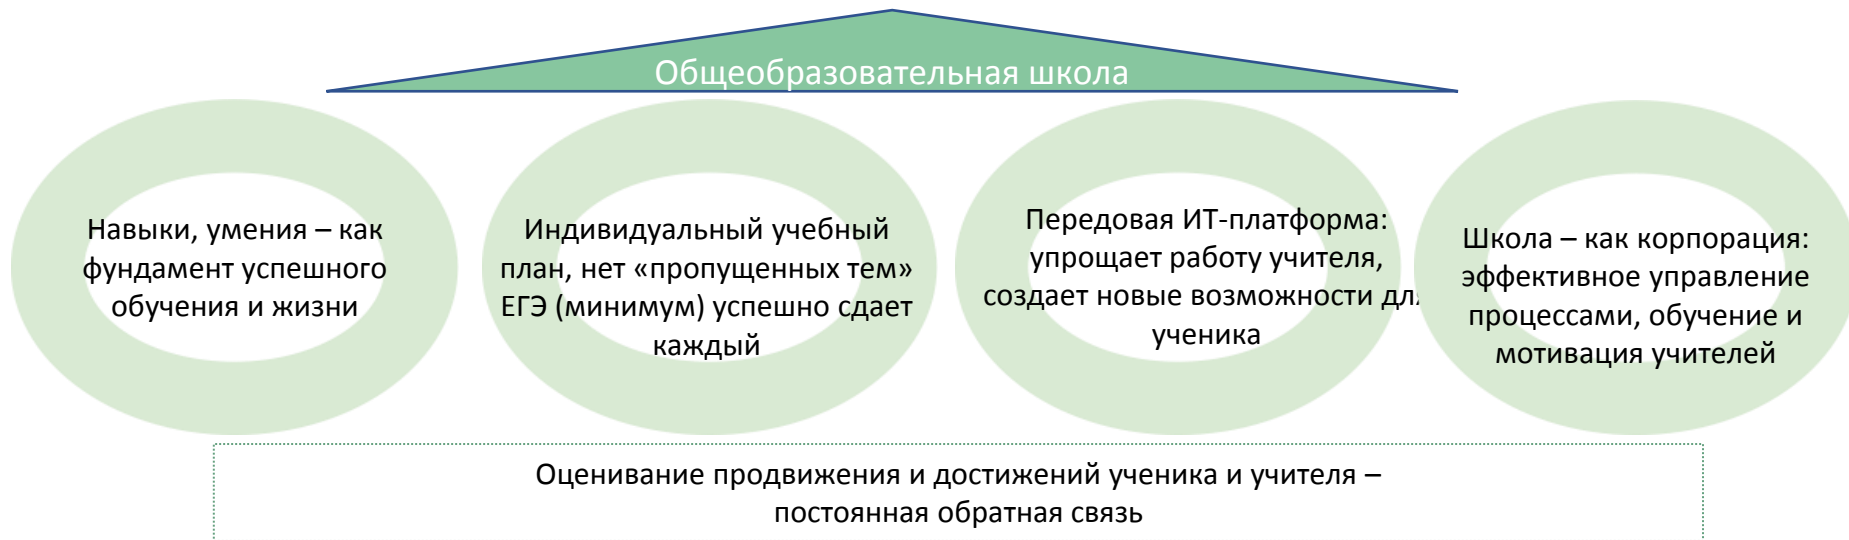 Общеобразовательная школа
Навыки, умения – как
фундамент успешного
обучения и жизни
Индивидуальный учебный
план, нет «пропущенных тем»
ЕГЭ (минимум) успешно сдает
каждый
Передовая ИТ-платформа:
упрощает работу учителя,
создает новые возможности для
ученика
Школа – как корпорация:
эффективное управление
процессами, обучение и
мотивация учителей
Оценивание продвижения и достижений ученика и учителя –
постоянная обратная связь